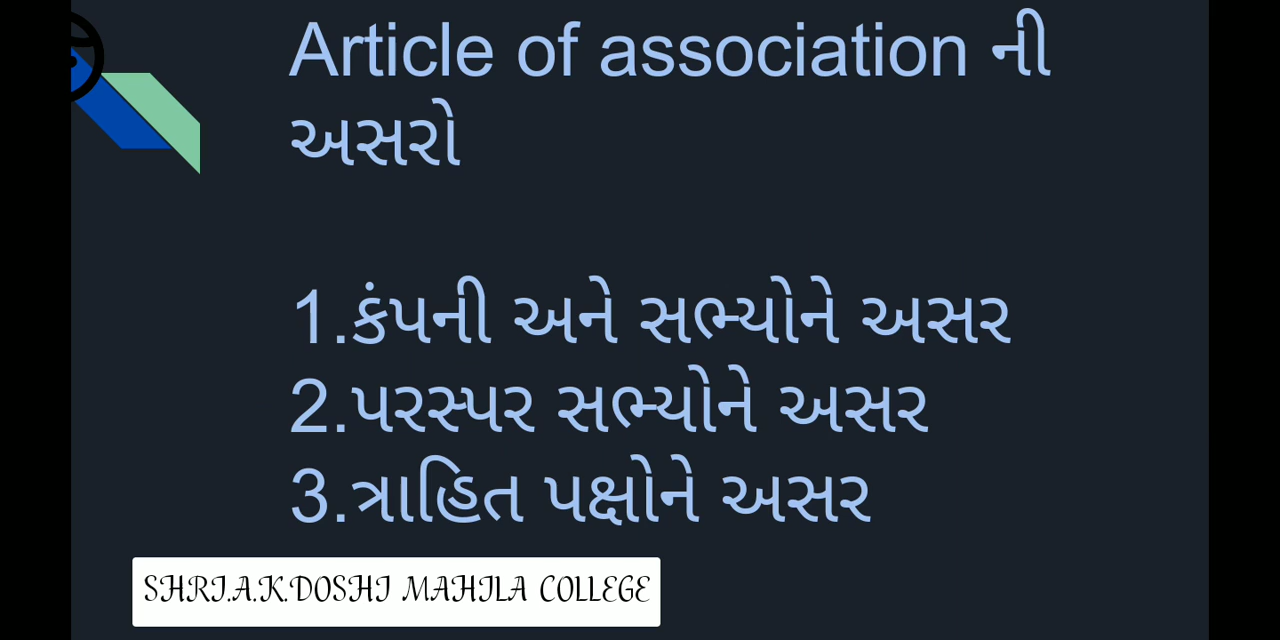 Article of association ની
અસરો
1.કંપની અને સભ્યોને અસર
2.પરસ્પર સભ્યોને અસર
3.ત્રાહિત પક્ષોને અસર
SHRI.A.K.DOSHI MAHILA COLLEGE